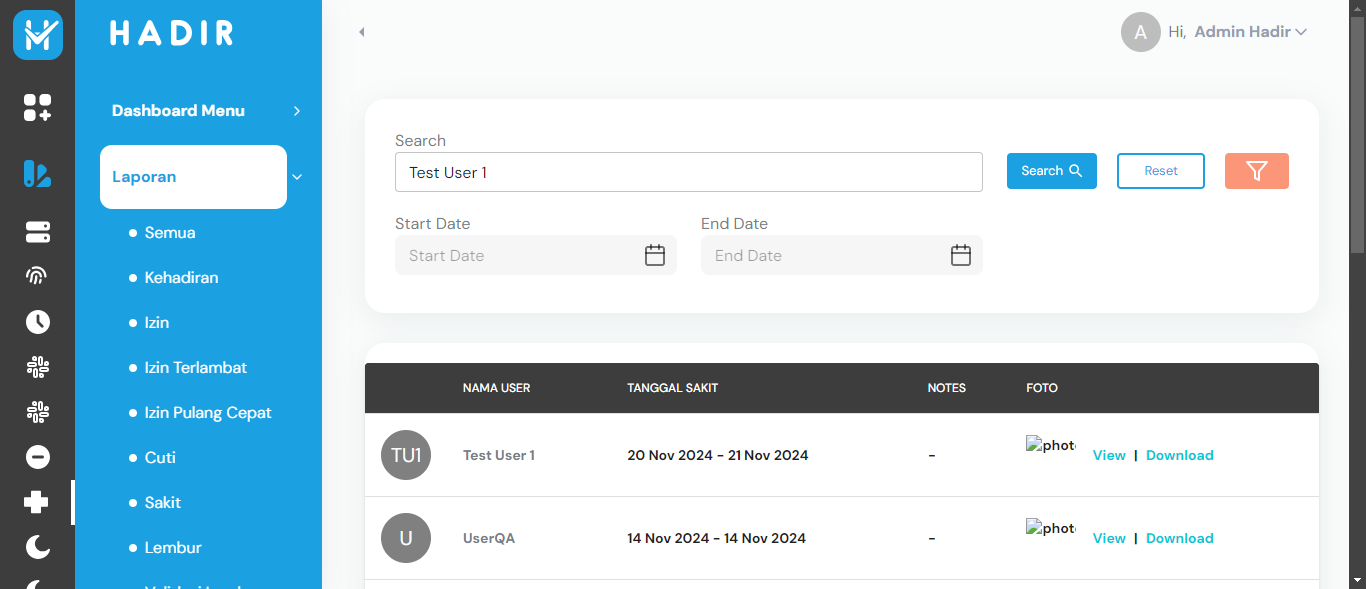 HADIR
Dashboard Menu
Laporan
Semua
Kehadiran
Izin
Izin Terlambat
Izin Pulang Cepat
Cuti
Sakit
Lembur
A Hi, Admin Hadir
Search
Test User 1
Search
Reset
Start Date End Date
Start Date End Date
NAMA USER TANGGAL SAKIT NOTES FOTO
TU1 Test User 1 20 Nov 2024 - 21 Nov 2024 - photo View | Download
U UserQA 14 Nov 2024 - 14 Nov 2024 - photo View | Download